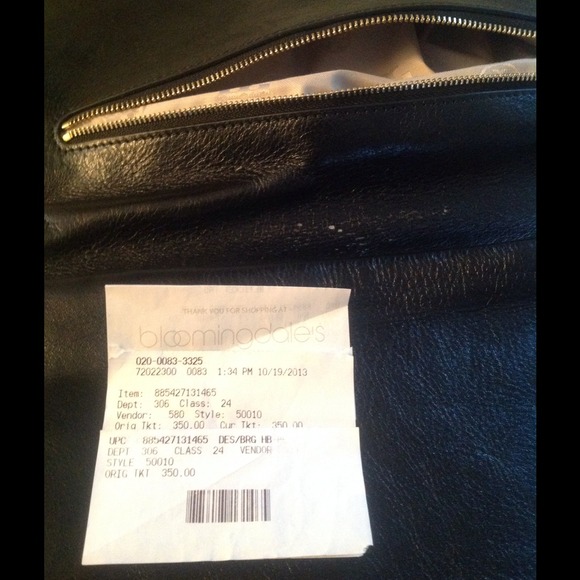 THANK YOU FOR SHOPPING AT
bloomingdale's
020-0083-3325
72022300 0083 1:34 PM 10/19/2013
Item: 885427131465
Dept: 306 Class: 24
Vendor: 580 Style: 50010
Orig Tkt: 350.00 Cur Tkt: 350.00
UPC 885427131465 DES/BRG HB
DEPT 306 CLASS 24 VENDOR
STYLE 50010
ORIG TKT 350.00